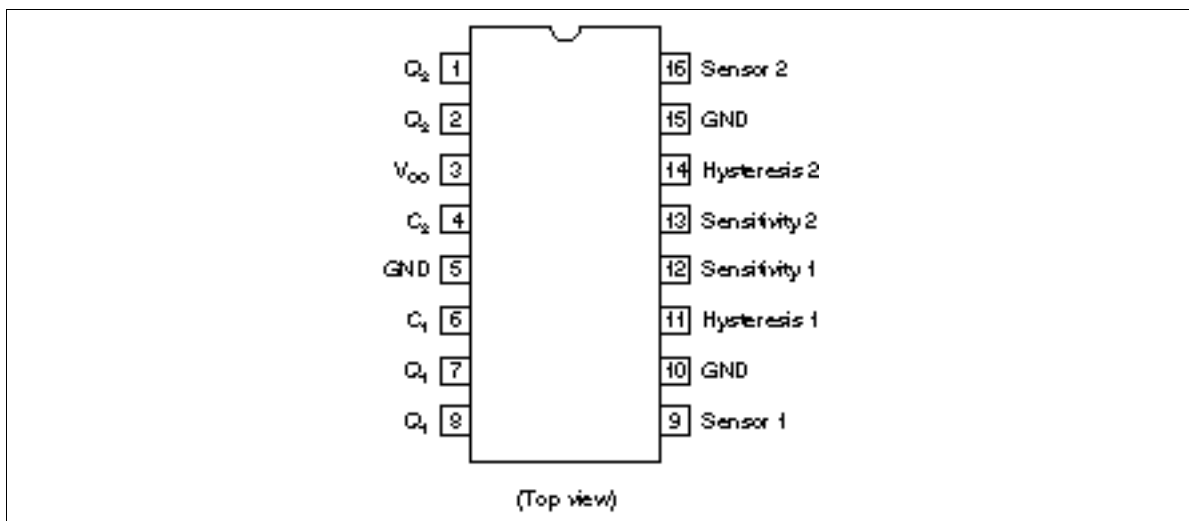 Q₂ 1 16 Sensor 2
Q₂ 2 15 GND
V_CC 3 14 Hysteresis 2
C₂ 4 13 Sensitivity 2
GND 5 12 Sensitivity 1
C₁ 6 11 Hysteresis 1
Q₁ 7 10 GND
Q₁ 8 9 Sensor 1
(Top view)